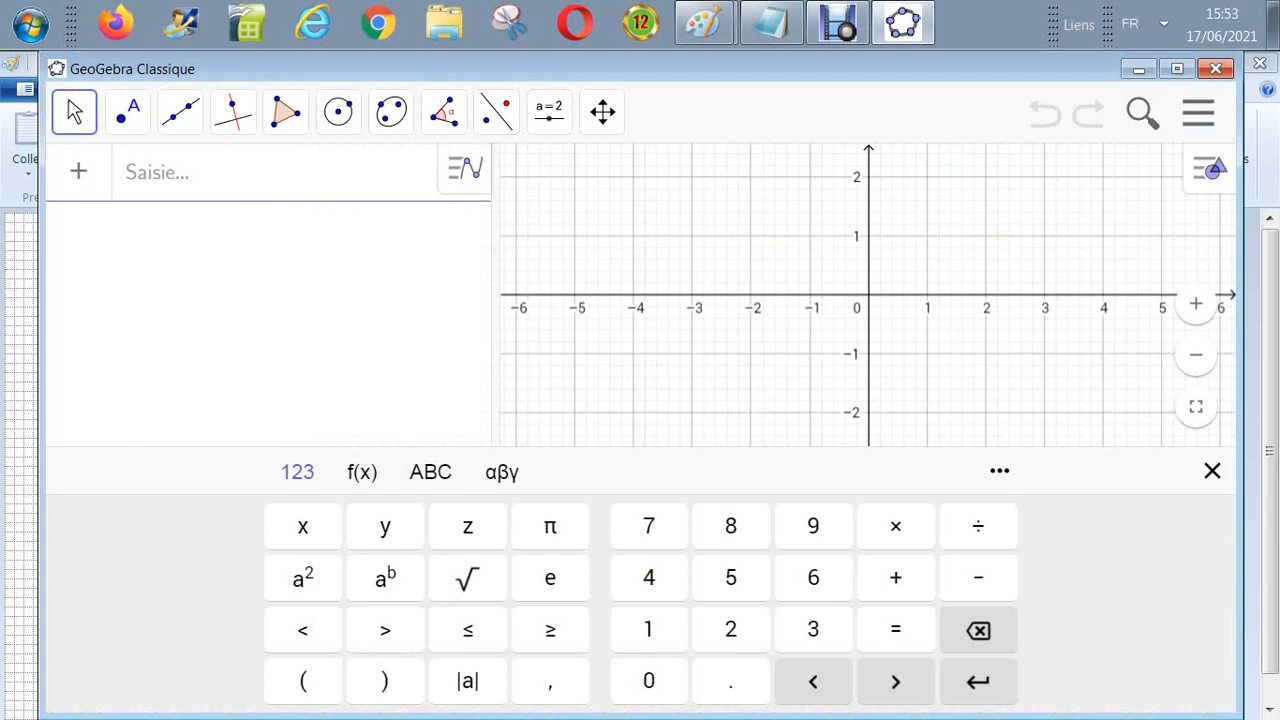 12
Liens
FR
15:53
17/06/2021
GeoGebra Classique
A
α
a=2
Colle
Pre
s
Saisie...
2
1
−6 −5 −4 −3 −2 −1 0 1 2 3 4 5 6
−1
−2
123 f(x) ABC αβγ
x y z π 7 8 9 × ÷
a² aᵇ √ e 4 5 6 + −
< > ≤ ≥ 1 2 3 =
( ) |a| , 0 . < >